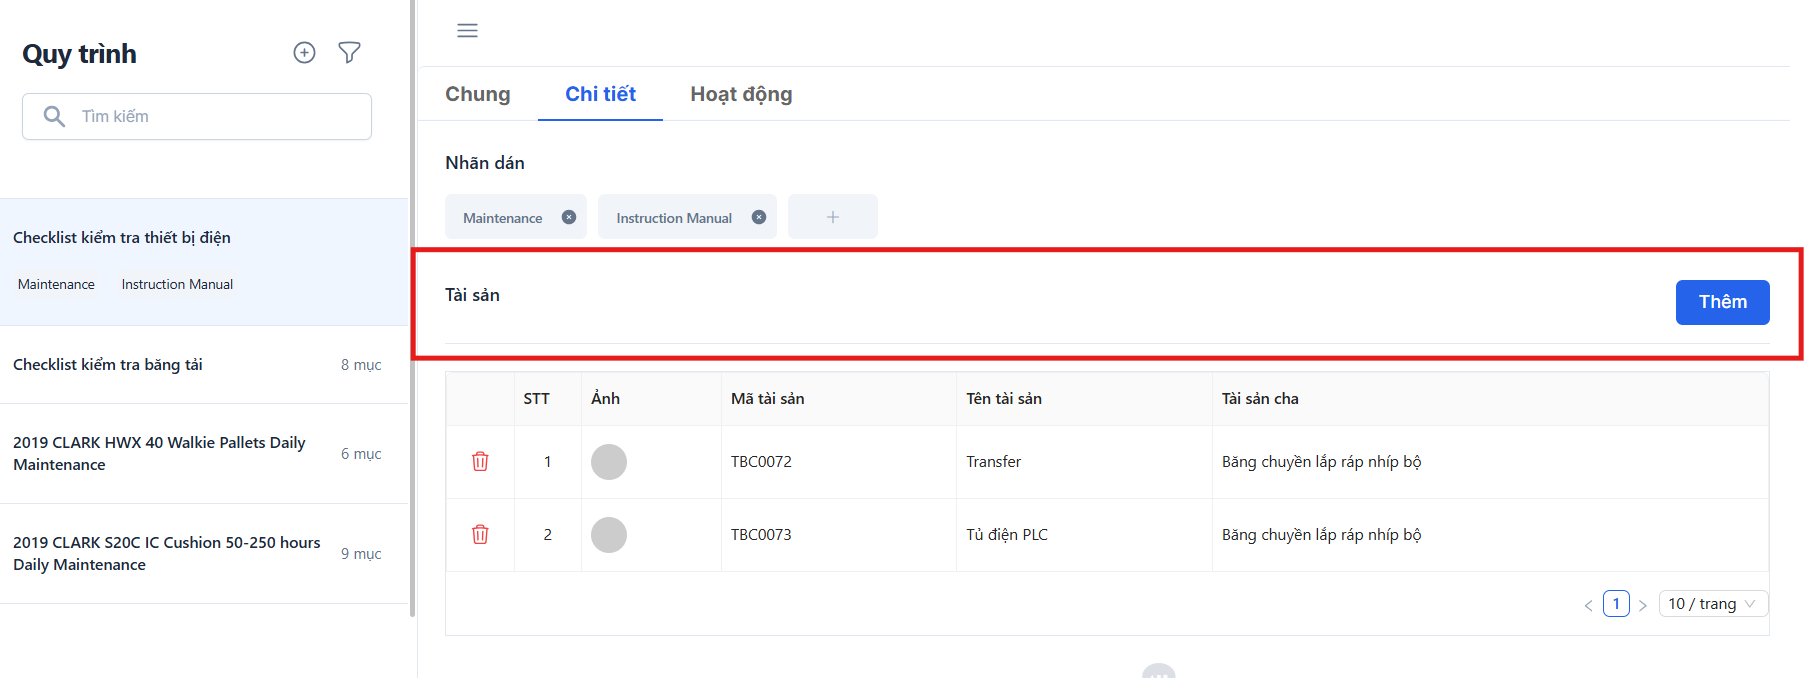 Quy trình
Tìm kiếm
Checklist kiểm tra thiết bị điện
Maintenance Instruction Manual
Checklist kiểm tra băng tải 8 mục
2019 CLARK HWX 40 Walkie Pallets Daily
Maintenance
6 mục
2019 CLARK S20C IC Cushion 50-250 hours
Daily Maintenance
9 mục
Chung Chi tiết Hoạt động
Nhãn dán
Maintenance Instruction Manual +
Tài sản Thêm
STT Ảnh Mã tài sản Tên tài sản Tài sản cha
1 TBC0072 Transfer Băng chuyền lắp ráp nhíp bộ
2 TBC0073 Tủ điện PLC Băng chuyền lắp ráp nhíp bộ
< 1 > 10 / trang